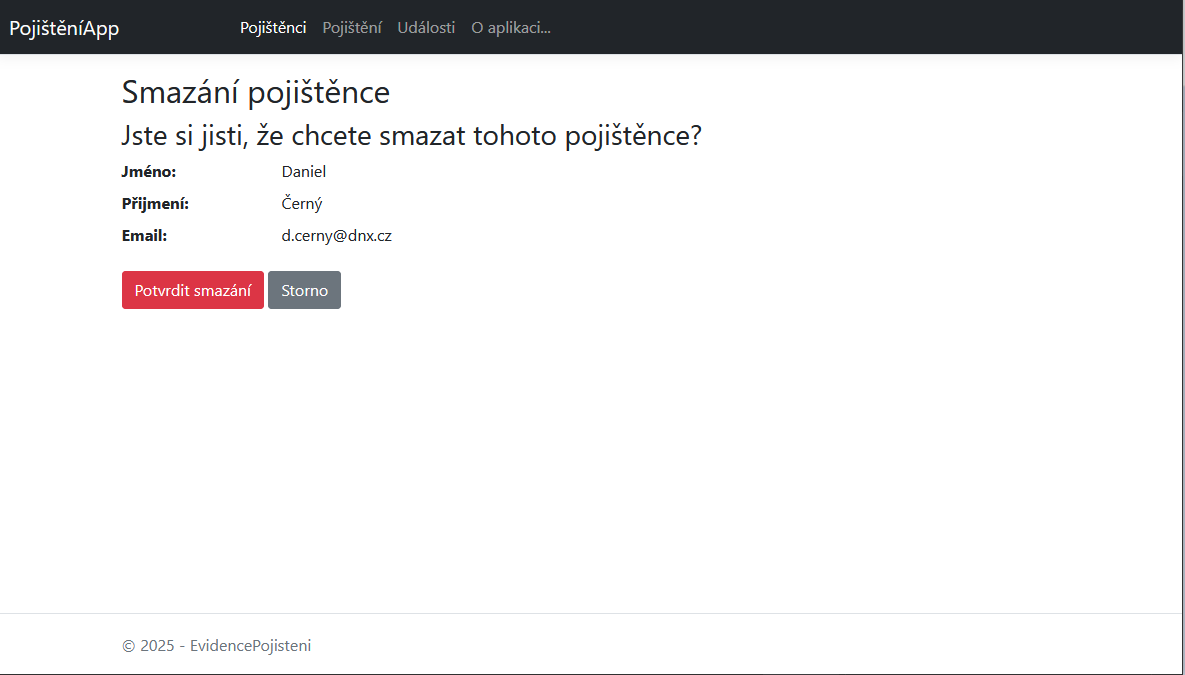 PojištěníApp Pojištěnci Pojištění Události O aplikaci...
Smazání pojištěnce
Jste si jisti, že chcete smazat tohoto pojištěnce?
Jméno: Daniel
Přijmení: Černý
Email: d.cerny@dnx.cz
Potvrdit smazání Storno
© 2025 - EvidencePojisteni